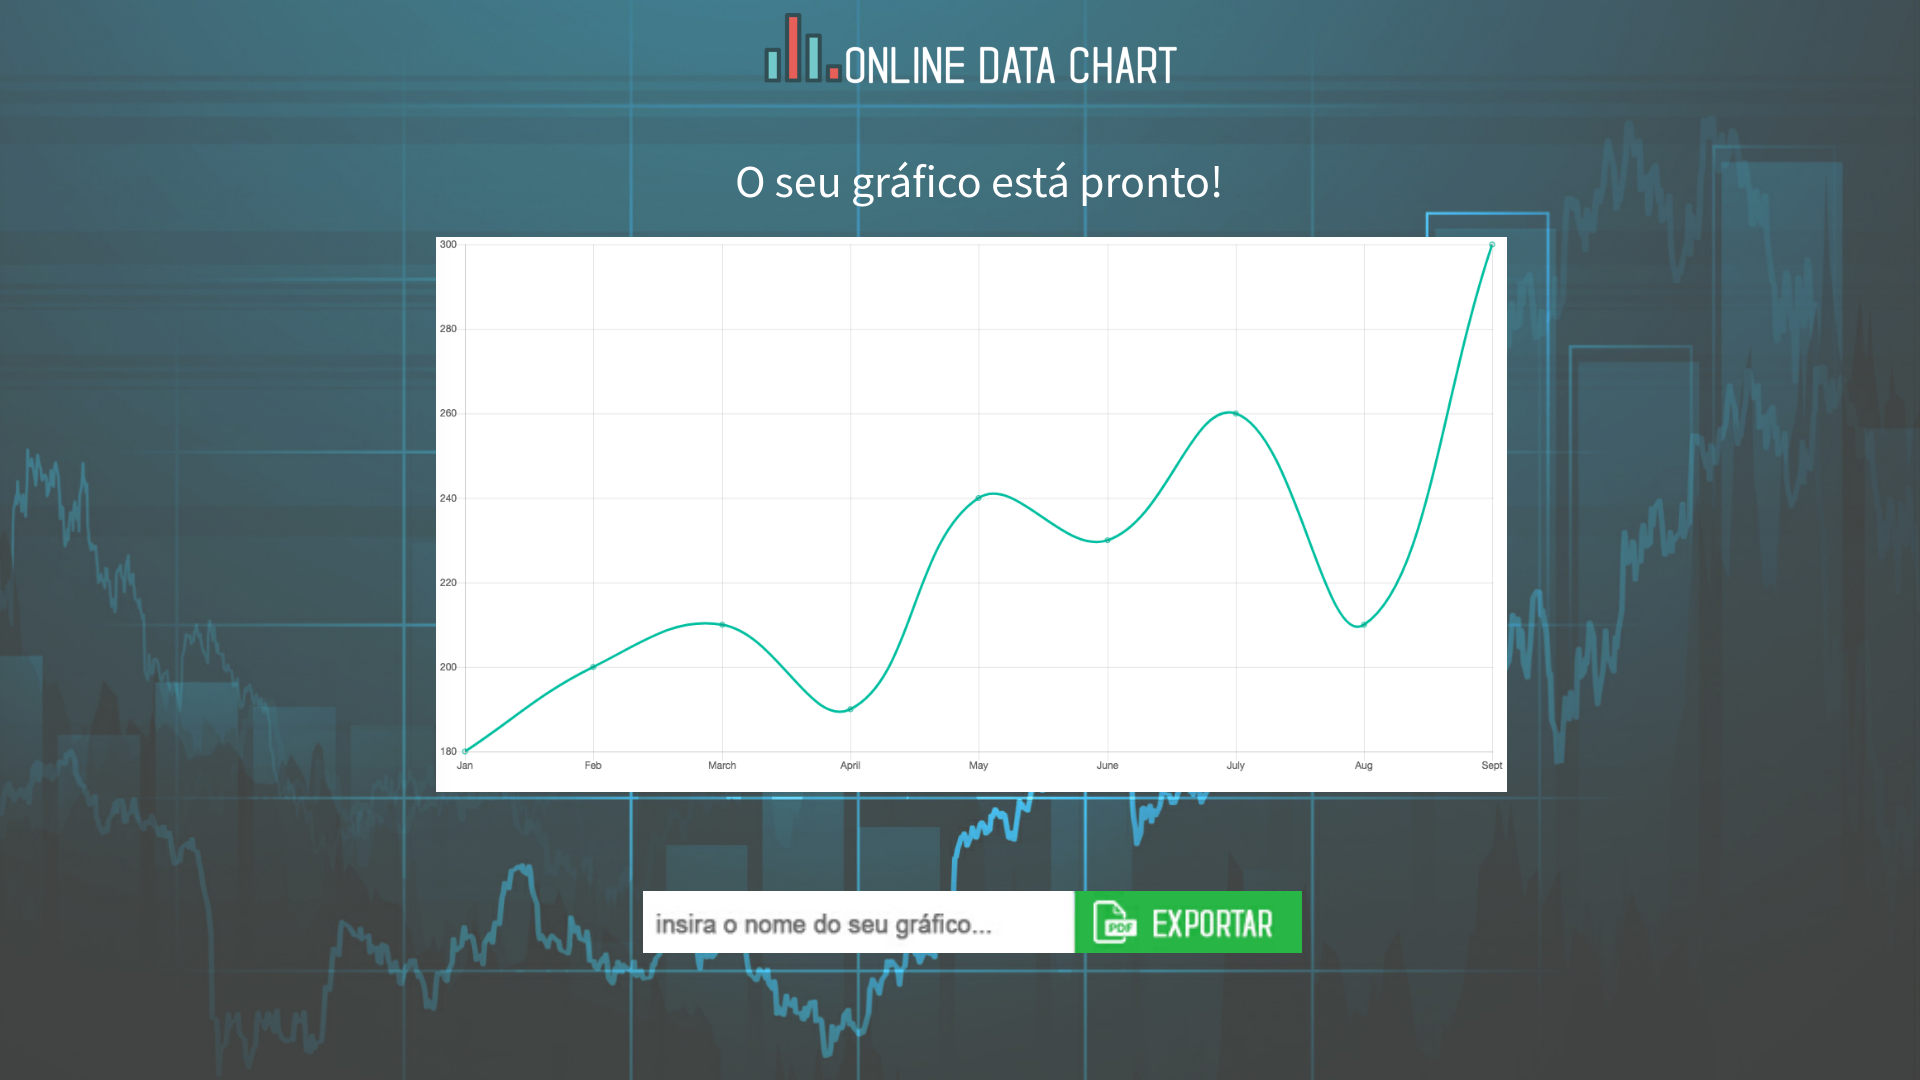 ONLINE DATA CHART
O seu gráfico está pronto!
300
280
260
240
220
200
180
Jan Feb March April May June July Aug Sept
insira o nome do seu gráfico...
PDF EXPORTAR